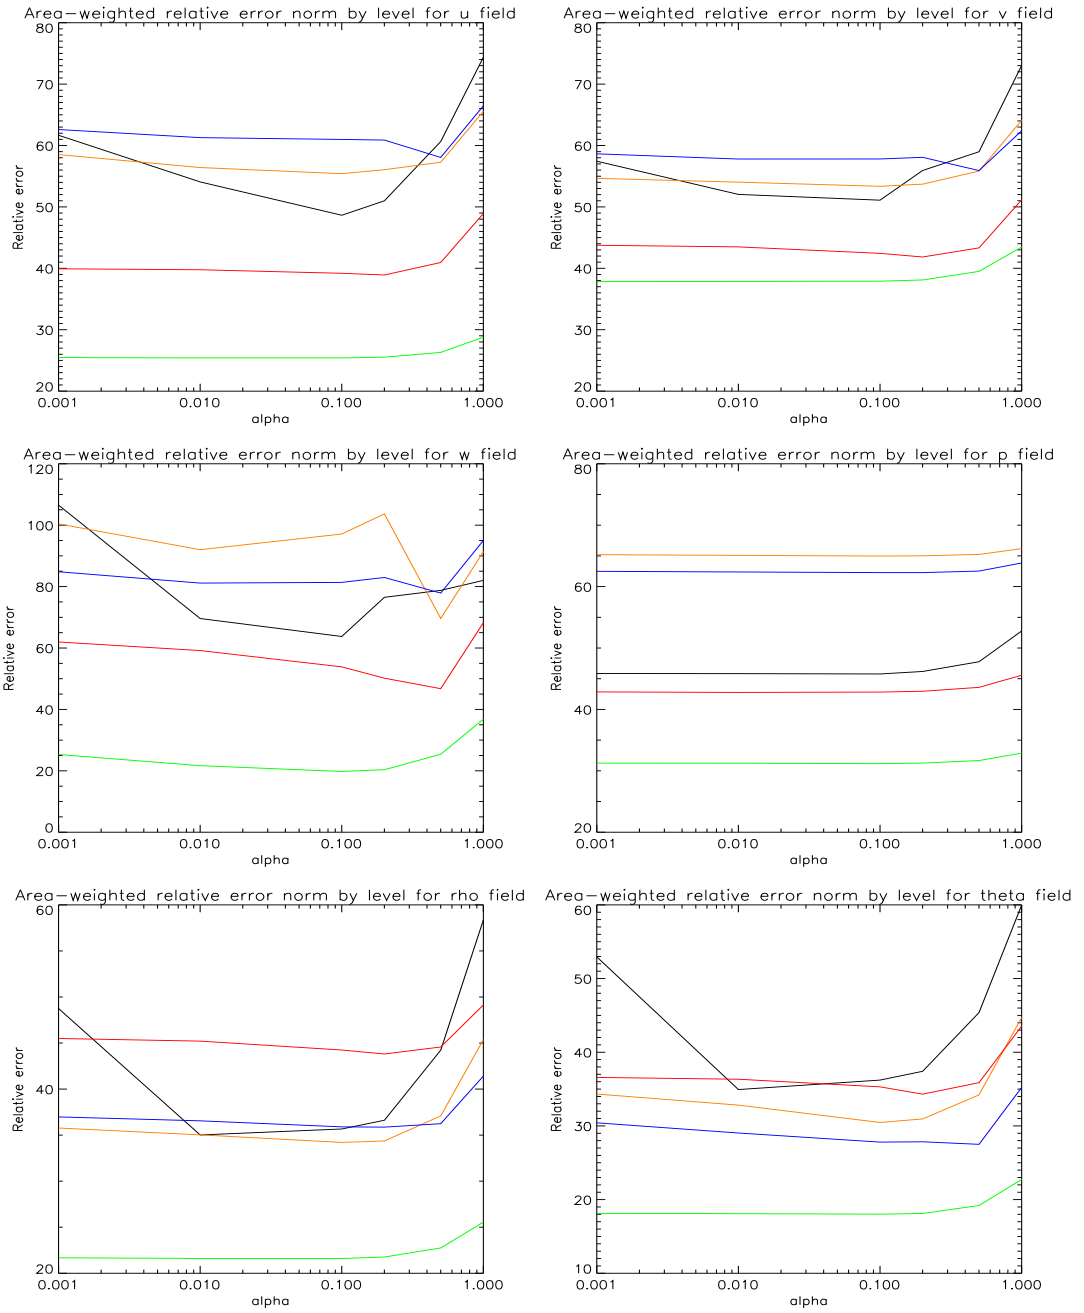 Area-weighted relative error norm by level for u field
80
70
60
50
40
30
20
Relative error
0.001 0.010 0.100 1.000
alpha
Area-weighted relative error norm by level for v field
80
70
60
50
40
30
20
Relative error
0.001 0.010 0.100 1.000
alpha
Area-weighted relative error norm by level for w field
120
100
80
60
40
20
0
Relative error
0.001 0.010 0.100 1.000
alpha
Area-weighted relative error norm by level for p field
80
60
40
20
Relative error
0.001 0.010 0.100 1.000
alpha
Area-weighted relative error norm by level for rho field
60
40
20
Relative error
0.001 0.010 0.100 1.000
alpha
Area-weighted relative error norm by level for theta field
60
50
40
30
20
10
Relative error
0.001 0.010 0.100 1.000
alpha